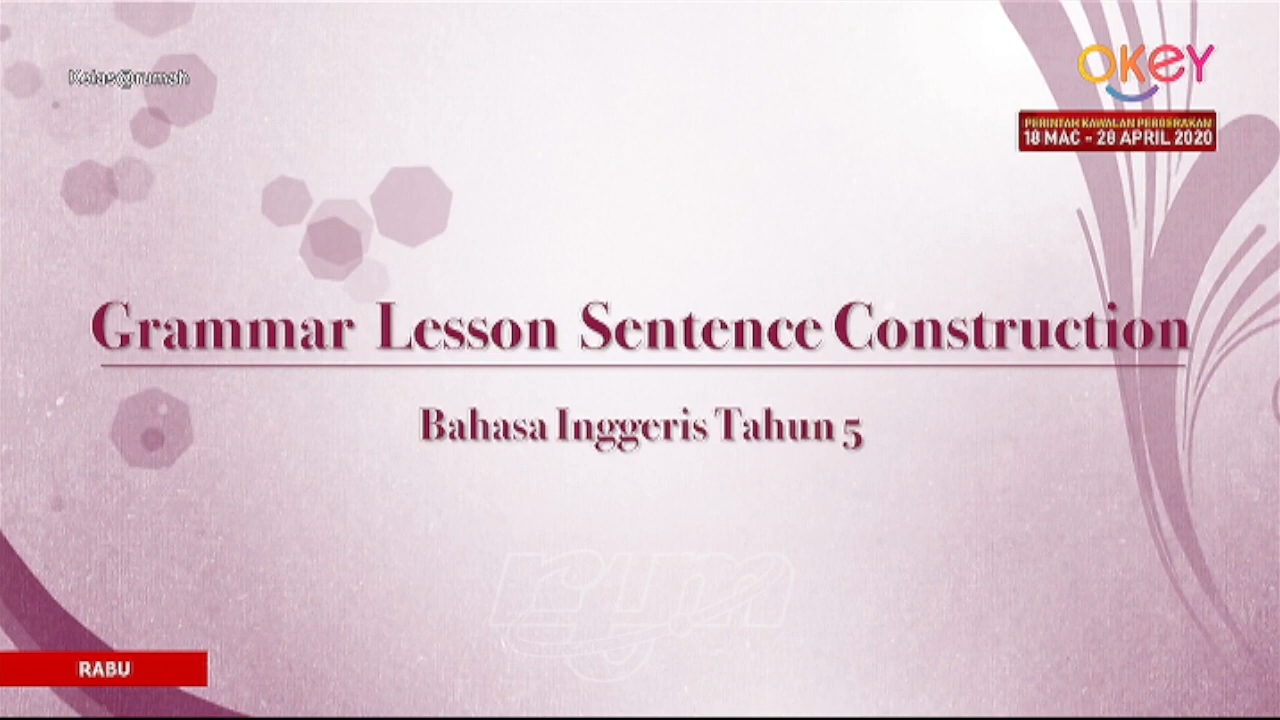 Kelas@rumah
OKEY
PERINTAH KAWALAN PERGERAKAN
18 MAC - 28 APRIL 2020
Grammar Lesson Sentence Construction
Bahasa Inggeris Tahun 5
RABU